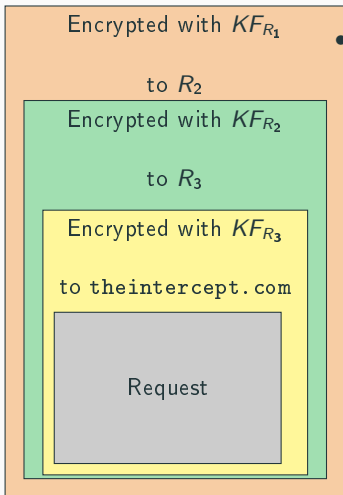 Encrypted with KF_R₁
to R₂
Encrypted with KF_R₂
to R₃
Encrypted with KF_R₃
to theintercept.com
Request